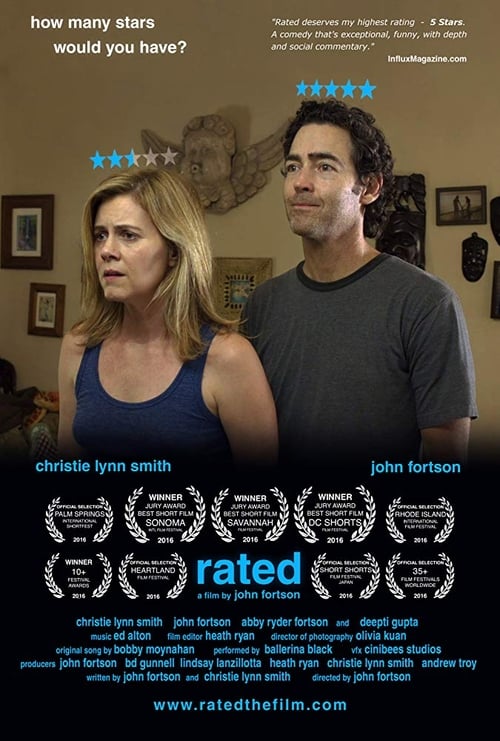 how many stars
would you have?
"Rated deserves my highest rating - 5 Stars.
A comedy that's exceptional, funny, with depth
and social commentary."
InfluxMagazine.com
christie lynn smith
john fortson
OFFICIAL SELECTION
PALM SPRINGS
INTERNATIONAL
SHORTFEST
2016
WINNER
JURY AWARD
BEST SHORT FILM
SONOMA
INTL FILM FESTIVAL
2016
WINNER
JURY AWARD
BEST SHORT FILM
SAVANNAH
FILM FESTIVAL
2016
WINNER
JURY AWARD
BEST SHORT FILM
DC SHORTS
FILM FESTIVAL
2016
OFFICIAL SELECTION
RHODE ISLAND
INTERNATIONAL
FILM FESTIVAL
2016
WINNER
10+
FESTIVAL
AWARDS
2016
OFFICIAL SELECTION
HEARTLAND
FILM FESTIVAL
2016
rated
a film by john fortson
OFFICIAL SELECTION
SHORT SHORTS
FILM FESTIVAL
JAPAN
2016
OFFICIAL SELECTION
35+
FILM FESTIVALS
WORLDWIDE
2016
christie lynn smith john fortson abby ryder fortson and deepti gupta
music ed alton film editor heath ryan director of photography olivia kuan
original song by bobby moynahan performed by ballerina black vfx cinibees studios
producers john fortson bd gunnell lindsay lanzillotta heath ryan christie lynn smith andrew troy
written by john fortson and christie lynn smith directed by john fortson
www.ratedthefilm.com